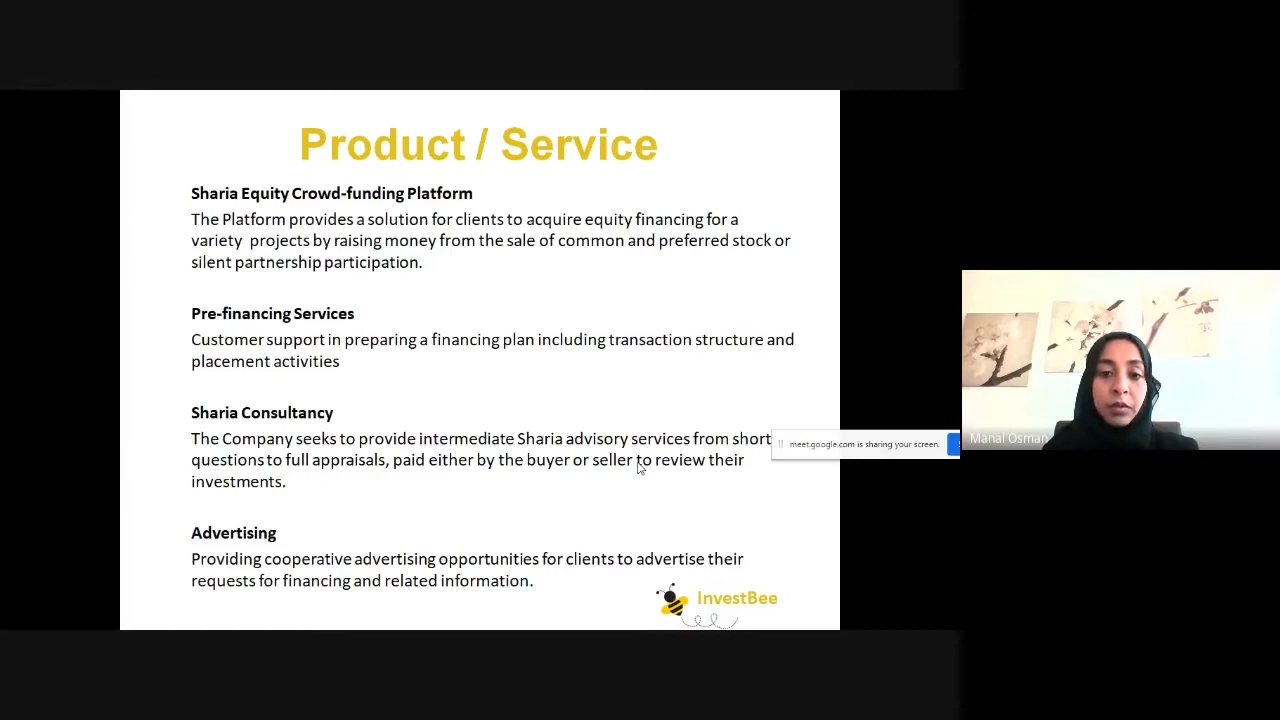 Product / Service
Sharia Equity Crowd-funding Platform
The Platform provides a solution for clients to acquire equity financing for a
variety projects by raising money from the sale of common and preferred stock or
silent partnership participation.
Pre-financing Services
Customer support in preparing a financing plan including transaction structure and
placement activities
Sharia Consultancy
The Company seeks to provide intermediate Sharia advisory services from short
questions to full appraisals, paid either by the buyer or seller to review their
investments.
Advertising
Providing cooperative advertising opportunities for clients to advertise their
requests for financing and related information.
InvestBee
meet.google.com is sharing your screen.
Manal Osman